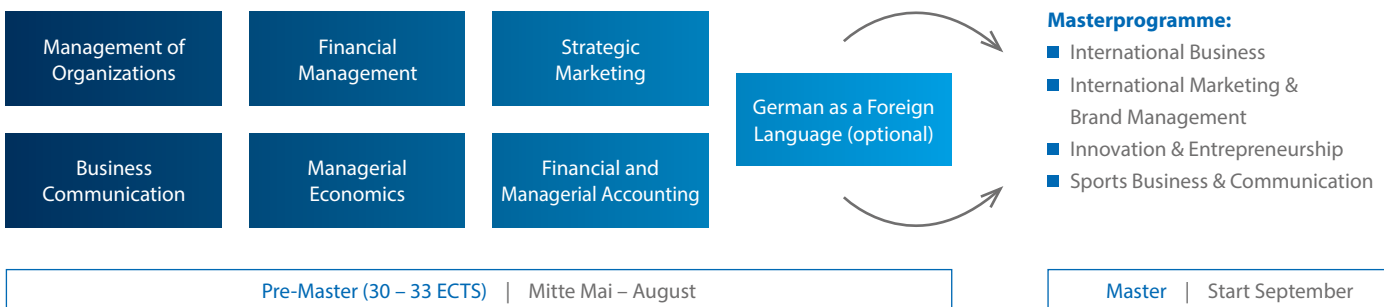 Management of
Organizations
Financial
Management
Strategic
Marketing
Business
Communication
Managerial
Economics
Financial and
Managerial Accounting
German as a Foreign
Language (optional)
Masterprogramme:
International Business
International Marketing &
Brand Management
Innovation & Entrepreneurship
Sports Business & Communication
Pre-Master (30 – 33 ECTS) | Mitte Mai – August
Master | Start September